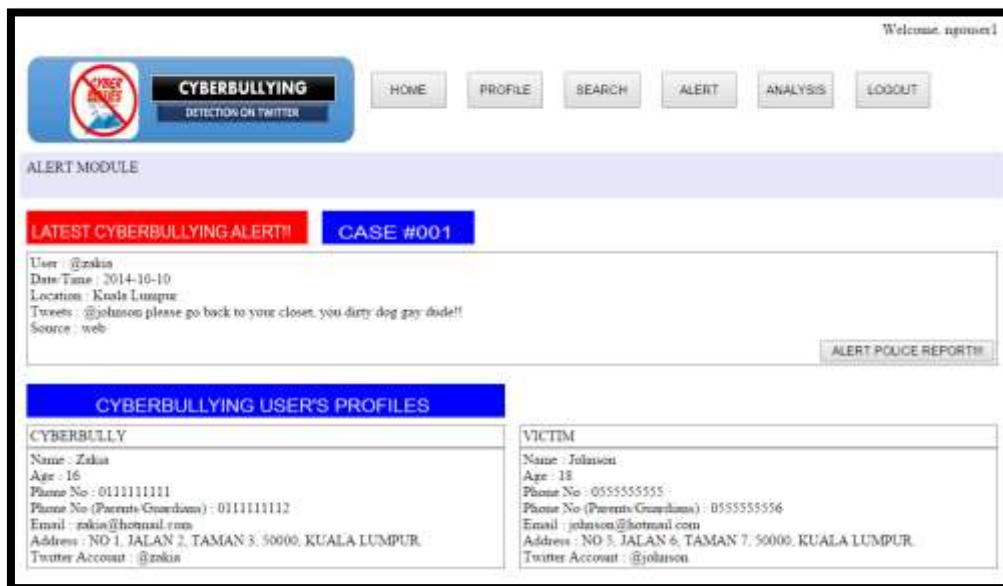 Welcome, ngouser1
CYBER
BULLIES
CYBERBULLYING
DETECTION ON TWITTER
HOME
PROFILE
SEARCH
ALERT
ANALYSIS
LOGOUT
ALERT MODULE
LATEST CYBERBULLYING ALERT!!
CASE #001
User : @zakia
Date/Time : 2014-16-10
Location : Kuala Lumpur
Tweets : @johnson please go back to your closet, you dirty dog gay dude!!
Source : web
ALERT POLICE REPORT!!!
CYBERBULLYING USER'S PROFILES
CYBERBULLY
Name : Zakia
Age : 16
Phone No : 0111111111
Phone No (Parents/Guardians) : 0111111112
Email : zakia@hotmail.com
Address : NO 1, JALAN 2, TAMAN 3, 50000, KUALA LUMPUR.
Twitter Account : @zakia
VICTIM
Name : Johnson
Age : 18
Phone No : 0555555555
Phone No (Parents/Guardians) : 0555555556
Email : johnson@hotmail.com
Address : NO 5, JALAN 6, TAMAN 7, 50000, KUALA LUMPUR.
Twitter Account : @johnson